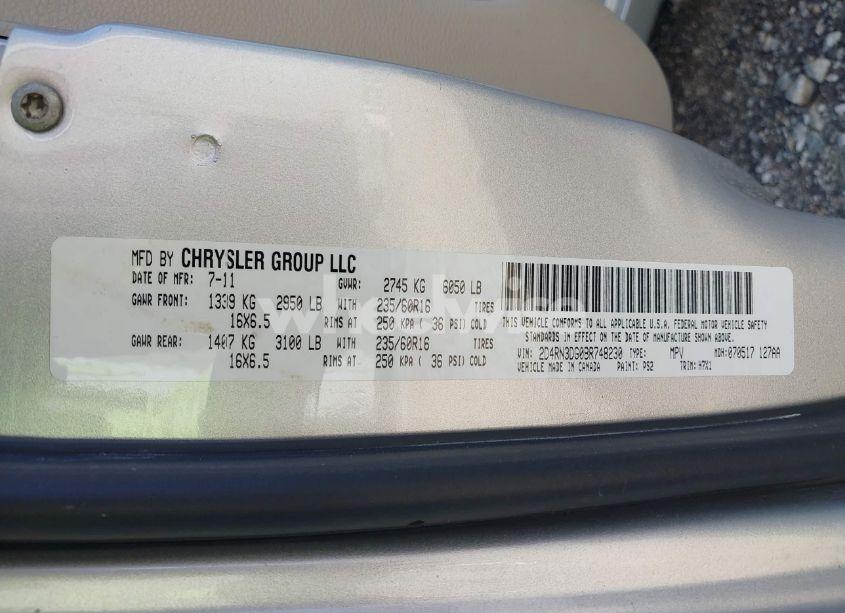 MFD BY CHRYSLER GROUP LLC
DATE OF MFR: 7-11 GVWR: 2745 KG 6050 LB
GAWR FRONT: 1339 KG 2950 LB WITH 235/60R16 TIRES
16X6.5 RIMS AT 250 KPA ( 36 PSI) COLD
GAWR REAR: 1407 KG 3100 LB WITH 235/60R16 TIRES
16X6.5 RIMS AT 250 KPA ( 36 PSI) COLD
THIS VEHICLE CONFORMS TO ALL APPLICABLE U.S.A. FEDERAL MOTOR VEHICLE SAFETY
STANDARDS IN EFFECT ON THE DATE OF MANUFACTURE SHOWN ABOVE.
VIN: 2D4RN3DG0BR748230 TYPE: MPV MDH: 070517 127AA
VEHICLE MADE IN CANADA PAINT: PS2 TRIM: H7X1